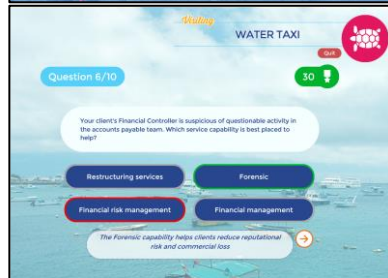 Visiting
WATER TAXI
Quit
Question 6/10
30
Your client's Financial Controller is suspicious of questionable activity in
the accounts payable team. Which service capability is best placed to
help?
Restructuring services
Forensic
Financial risk management
Financial management
The Forensic capability helps clients reduce reputational
risk and commercial loss